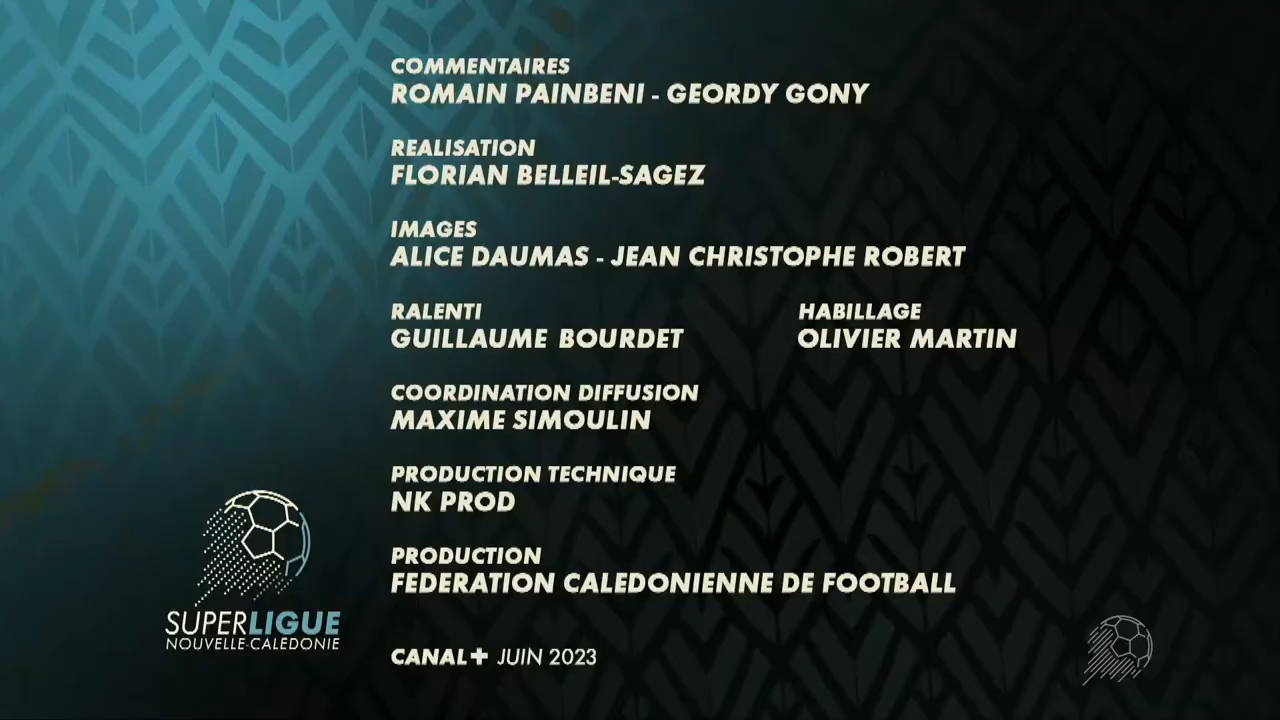 COMMENTAIRES
ROMAIN PAINBENI - GEORDY GONY
REALISATION
FLORIAN BELLEIL-SAGEZ
IMAGES
ALICE DAUMAS - JEAN CHRISTOPHE ROBERT
RALENTI
GUILLAUME BOURDET
HABILLAGE
OLIVIER MARTIN
COORDINATION DIFFUSION
MAXIME SIMOULIN
PRODUCTION TECHNIQUE
NK PROD
PRODUCTION
FEDERATION CALEDONIENNE DE FOOTBALL
CANAL+ JUIN 2023
SUPERLIGUE
NOUVELLE-CALÉDONIE